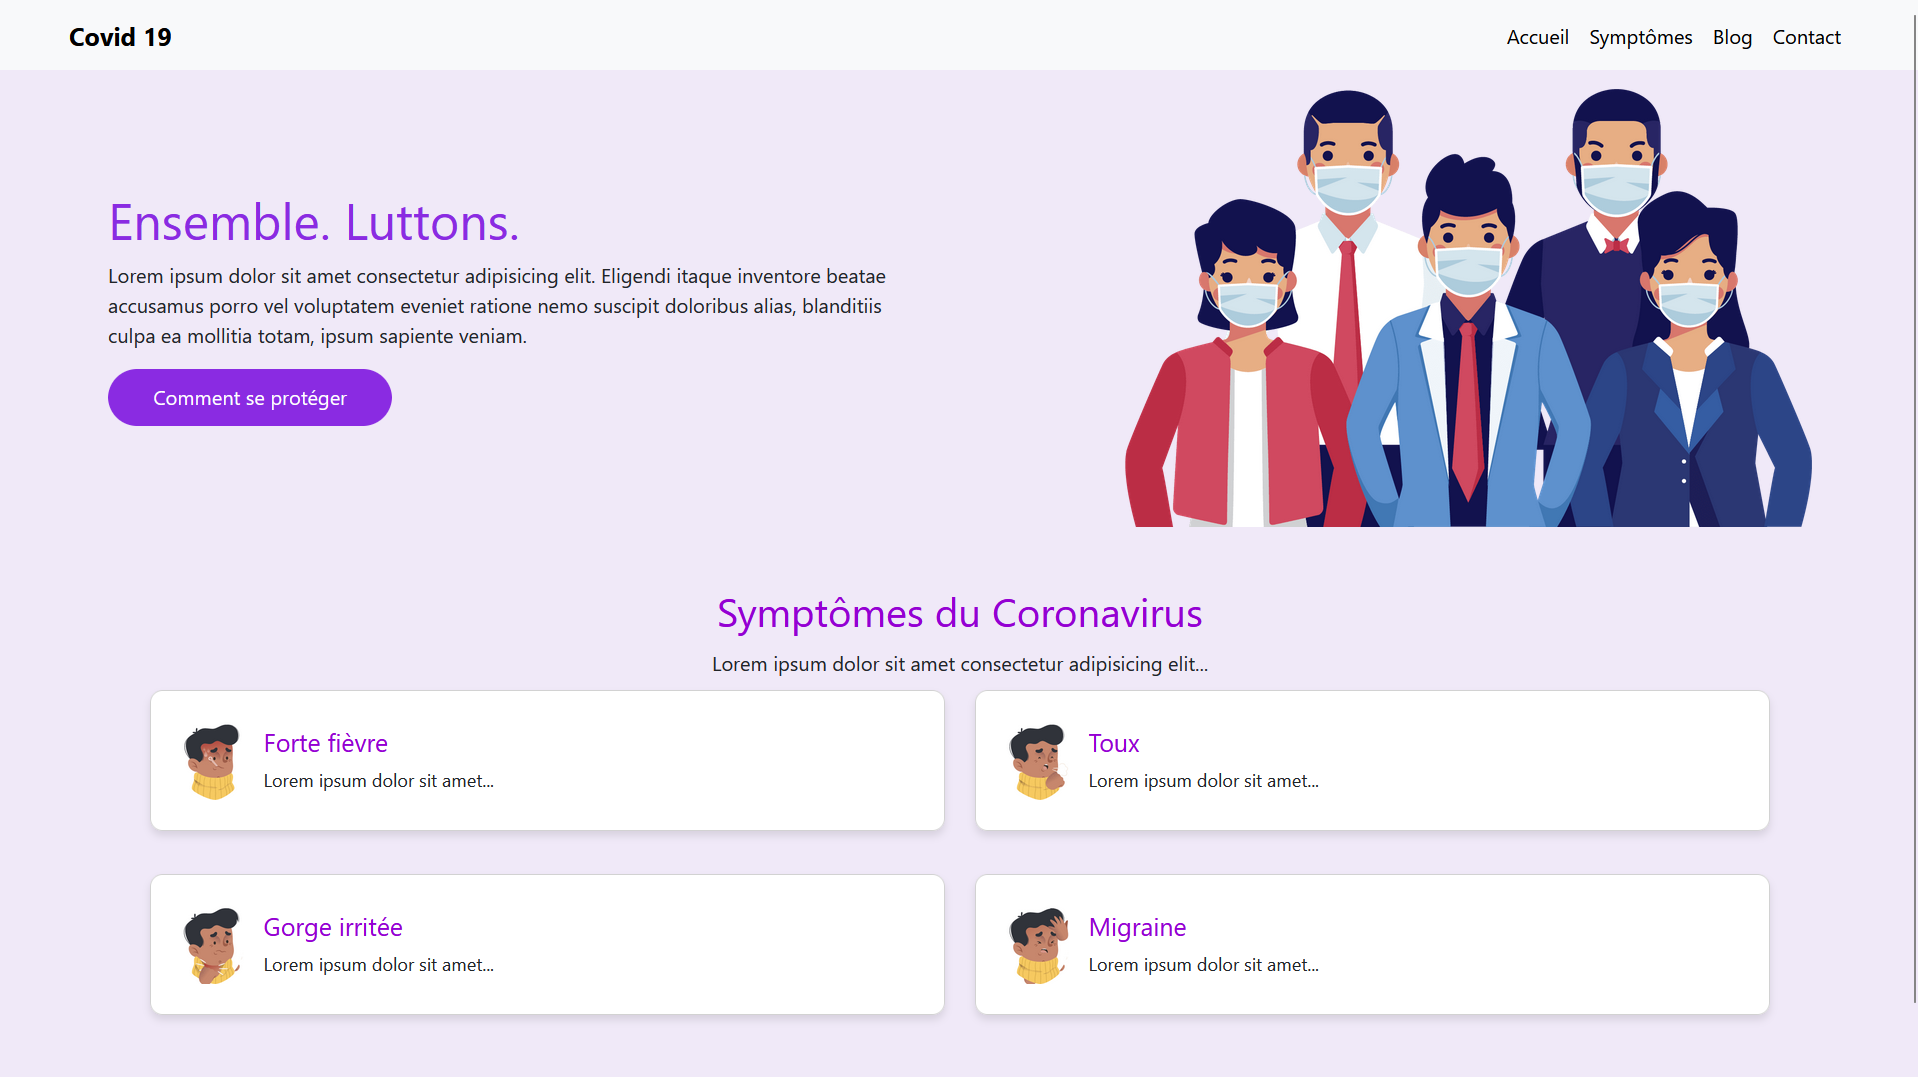 Covid 19
Accueil Symptômes Blog Contact
Ensemble. Luttons.
Lorem ipsum dolor sit amet consectetur adipisicing elit. Eligendi itaque inventore beatae
accusamus porro vel voluptatem eveniet ratione nemo suscipit doloribus alias, blanditiis
culpa ea mollitia totam, ipsum sapiente veniam.
Comment se protéger
Symptômes du Coronavirus
Lorem ipsum dolor sit amet consectetur adipisicing elit...
Forte fièvre
Lorem ipsum dolor sit amet...
Toux
Lorem ipsum dolor sit amet...
Gorge irritée
Lorem ipsum dolor sit amet...
Migraine
Lorem ipsum dolor sit amet...